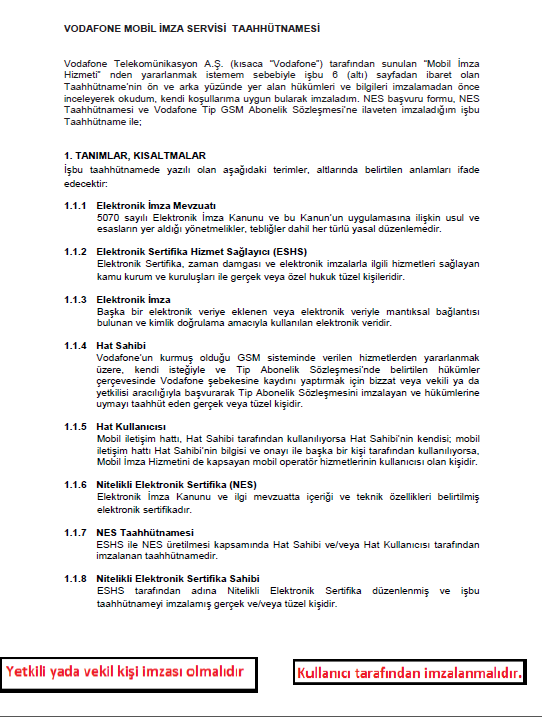 VODAFONE MOBİL İMZA SERVİSİ TAAHHÜTNAMESİ
Vodafone Telekomünikasyon A.Ş. (kısaca “Vodafone”) tarafından sunulan “Mobil İmza
Hizmeti” nden yararlanmak istemem sebebiyle işbu 6 (altı) sayfadan ibaret olan
Taahhütname’nin ön ve arka yüzünde yer alan hükümleri ve bilgileri imzalamadan önce
inceleyerek okudum, kendi koşullarıma uygun bularak imzaladım. NES başvuru formu, NES
Taahhütnamesi ve Vodafone Tip GSM Abonelik Sözleşmesi’ne ilaveten imzaladığım işbu
Taahhütname ile;
1. TANIMLAR, KISALTMALAR
İşbu taahhütnamede yazılı olan aşağıdaki terimler, altlarında belirtilen anlamları ifade
edecektir:
1.1.1 Elektronik İmza Mevzuatı
5070 sayılı Elektronik İmza Kanunu ve bu Kanun’un uygulamasına ilişkin usul ve
esasların yer aldığı yönetmelikler, tebliğler dahil her türlü yasal düzenlemedir.
1.1.2 Elektronik Sertifika Hizmet Sağlayıcı (ESHS)
Elektronik Sertifika, zaman damgası ve elektronik imzalarla ilgili hizmetleri sağlayan
kamu kurum ve kuruluşları ile gerçek veya özel hukuk tüzel kişileridir.
1.1.3 Elektronik İmza
Başka bir elektronik veriye eklenen veya elektronik veriyle mantıksal bağlantısı
bulunan ve kimlik doğrulama amacıyla kullanılan elektronik veridir.
1.1.4 Hat Sahibi
Vodafone’un kurmuş olduğu GSM sisteminde verilen hizmetlerden yararlanmak
üzere, kendi isteğiyle ve Tip Abonelik Sözleşmesi’nde belirtilen hükümler
çerçevesinde Vodafone şebekesine kaydını yaptırmak için bizzat veya vekili ya da
yetkilisi aracılığıyla başvurarak Tip Abonelik Sözleşmesini imzalayan ve hükümlerine
uymayı taahhüt eden gerçek veya tüzel kişidir.
1.1.5 Hat Kullanıcısı
Mobil iletişim hattı, Hat Sahibi tarafından kullanılıyorsa Hat Sahibi’nin kendisi; mobil
iletişim hattı Hat Sahibi’nin bilgisi ve onayı ile başka bir kişi tarafından kullanılıyorsa,
Mobil İmza Hizmetini de kapsayan mobil operatör hizmetlerinin kullanıcısı olan kişidir.
1.1.6 Nitelikli Elektronik Sertifika (NES)
Elektronik İmza Kanunu ve ilgi mevzuatta içeriği ve teknik özellikleri belirtilmiş
elektronik sertifikadır.
1.1.7 NES Taahhütnamesi
ESHS ile NES üretilmesi kapsamında Hat Sahibi ve/veya Hat Kullanıcısı tarafından
imzalanan taahhütnamedir.
1.1.8 Nitelikli Elektronik Sertifika Sahibi
ESHS tarafından adına Nitelikli Elektronik Sertifika düzenlenmiş ve işbu
taahhütnameyi imzalamış gerçek ve/veya tüzel kişidir.
Yetkili yada vekil kişi imzası olmalıdır
Kullanıcı tarafından imzalanmalıdır.